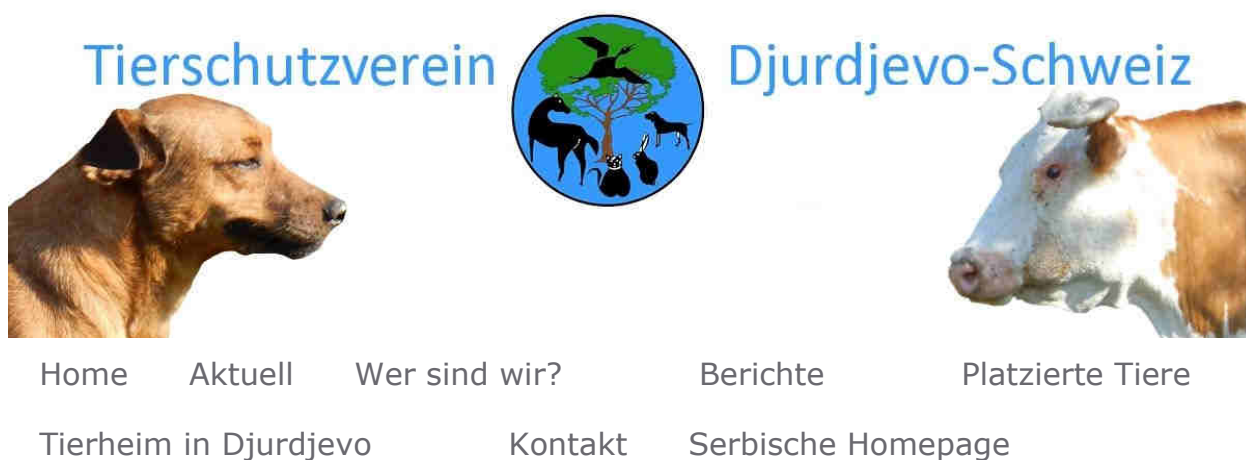 Tierschutzverein Djurdjevo-Schweiz
Home Aktuell Wer sind wir? Berichte Platzierte Tiere
Tierheim in Djurdjevo Kontakt Serbische Homepage